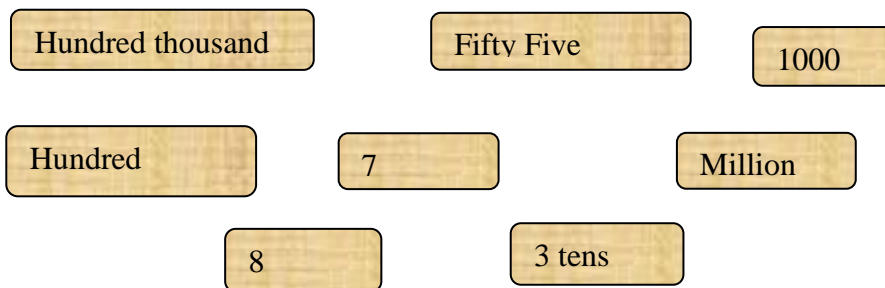 Hundred thousand
Fifty Five
1000
Hundred
7
Million
8
3 tens